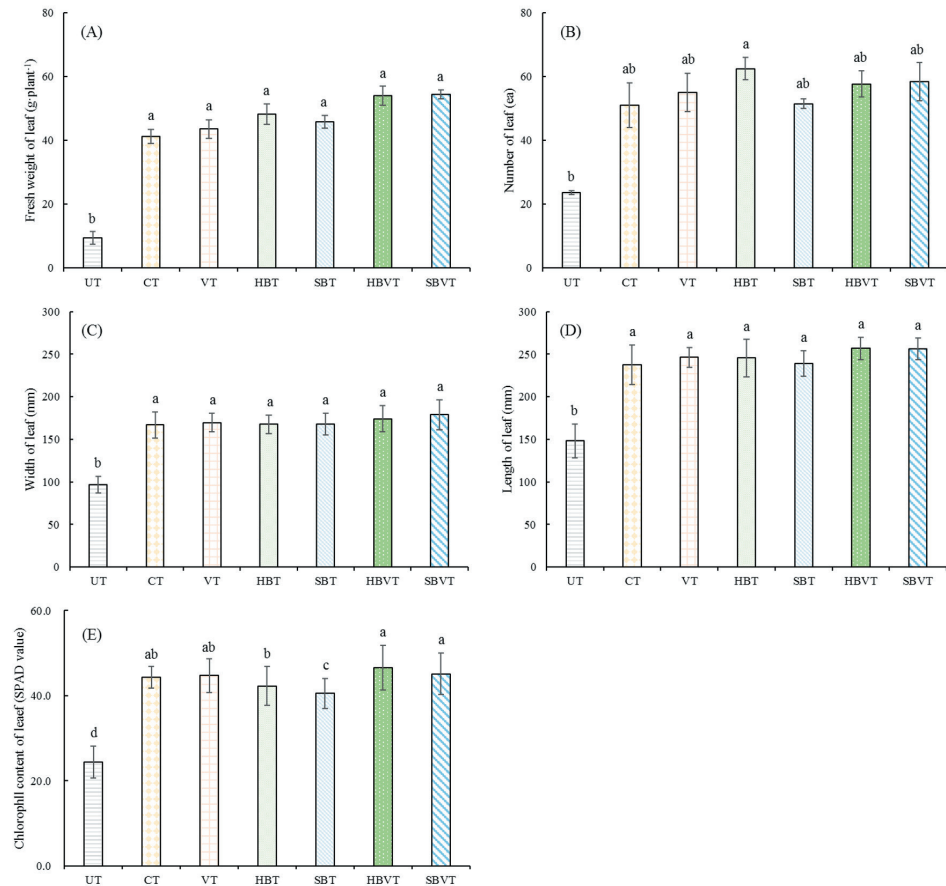 (A)
Fresh weight of leaf (g·plant⁻¹)
80
60
40
20
0
b a a a a a a
UT CT VT HBT SBT HBVT SBVT
(B)
Number of leaf (ea)
80
60
40
20
0
b ab ab a ab ab ab
UT CT VT HBT SBT HBVT SBVT
(C)
Width of leaf (mm)
300
250
200
150
100
50
0
b a a a a a a
UT CT VT HBT SBT HBVT SBVT
(D)
Length of leaf (mm)
300
250
200
150
100
50
0
b a a a a a a
UT CT VT HBT SBT HBVT SBVT
(E)
Chlorophll content of leaef (SPAD value)
60.0
40.0
20.0
0.0
d ab ab b c a a
UT CT VT HBT SBT HBVT SBVT